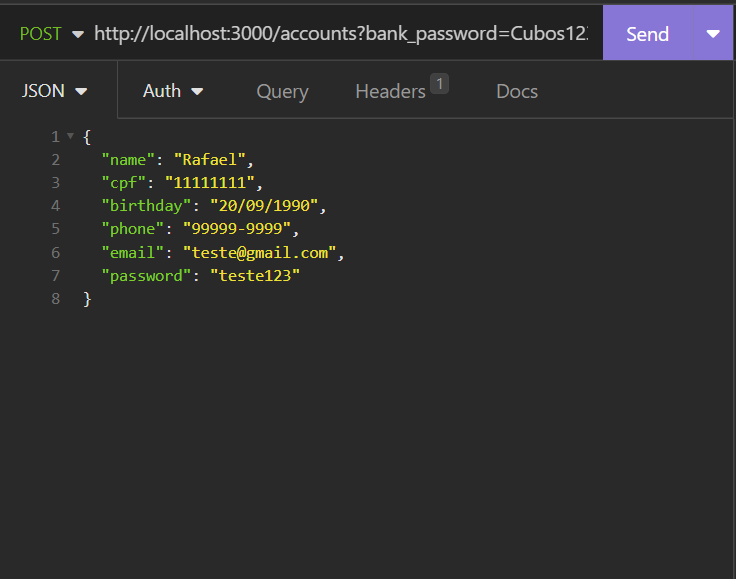 POST http://localhost:3000/accounts?bank_password=Cubos12
Send
JSON Auth Query Headers 1 Docs
1 {
2 "name": "Rafael",
3 "cpf": "11111111",
4 "birthday": "20/09/1990",
5 "phone": "99999-9999",
6 "email": "teste@gmail.com",
7 "password": "teste123"
8 }